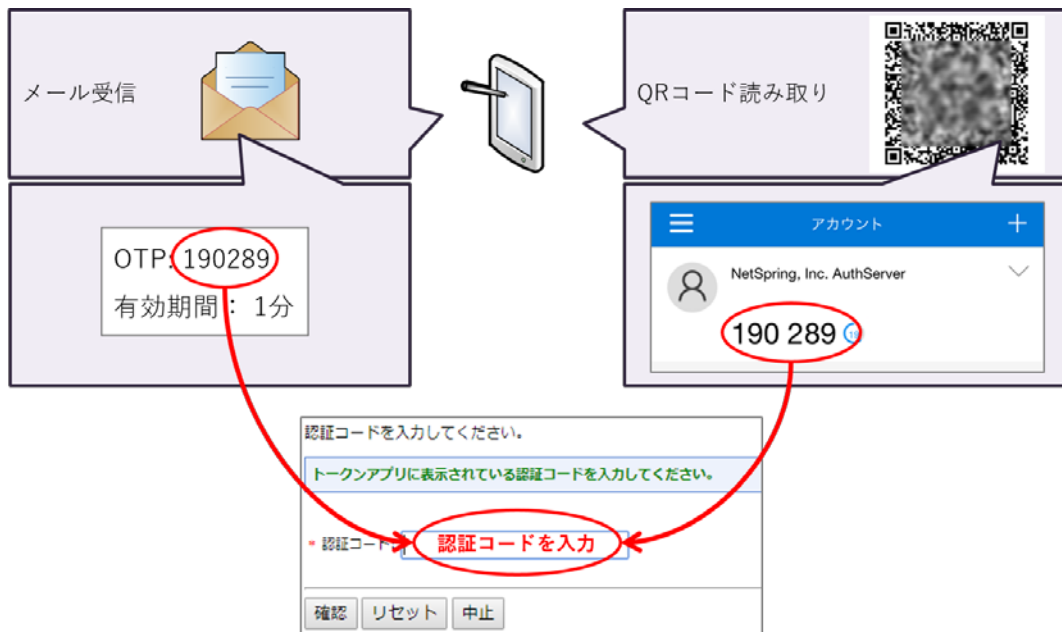 メール受信
QRコード読み取り
OTP: 190289
有効期間： 1分
アカウント
NetSpring, Inc. AuthServer
190 289
認証コードを入力してください。
トークンアプリに表示されている認証コードを入力してください。
* 認証コード
認証コードを入力
確認 リセット 中止